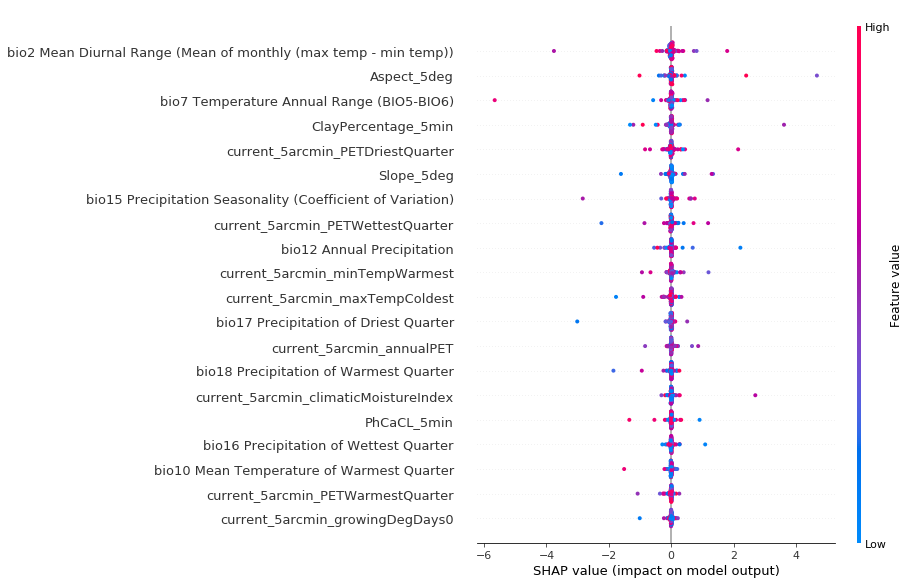 High
bio2 Mean Diurnal Range (Mean of monthly (max temp - min temp))
Aspect_5deg
bio7 Temperature Annual Range (BIO5-BIO6)
ClayPercentage_5min
current_5arcmin_PETDriestQuarter
Slope_5deg
bio15 Precipitation Seasonality (Coefficient of Variation)
current_5arcmin_PETWettestQuarter
bio12 Annual Precipitation
current_5arcmin_minTempWarmest
current_5arcmin_maxTempColdest
bio17 Precipitation of Driest Quarter
current_5arcmin_annualPET
bio18 Precipitation of Warmest Quarter
current_5arcmin_climaticMoistureIndex
PhCaCL_5min
bio16 Precipitation of Wettest Quarter
bio10 Mean Temperature of Warmest Quarter
current_5arcmin_PETWarmestQuarter
current_5arcmin_growingDegDays0
Feature value
Low
−6 −4 −2 0 2 4
SHAP value (impact on model output)